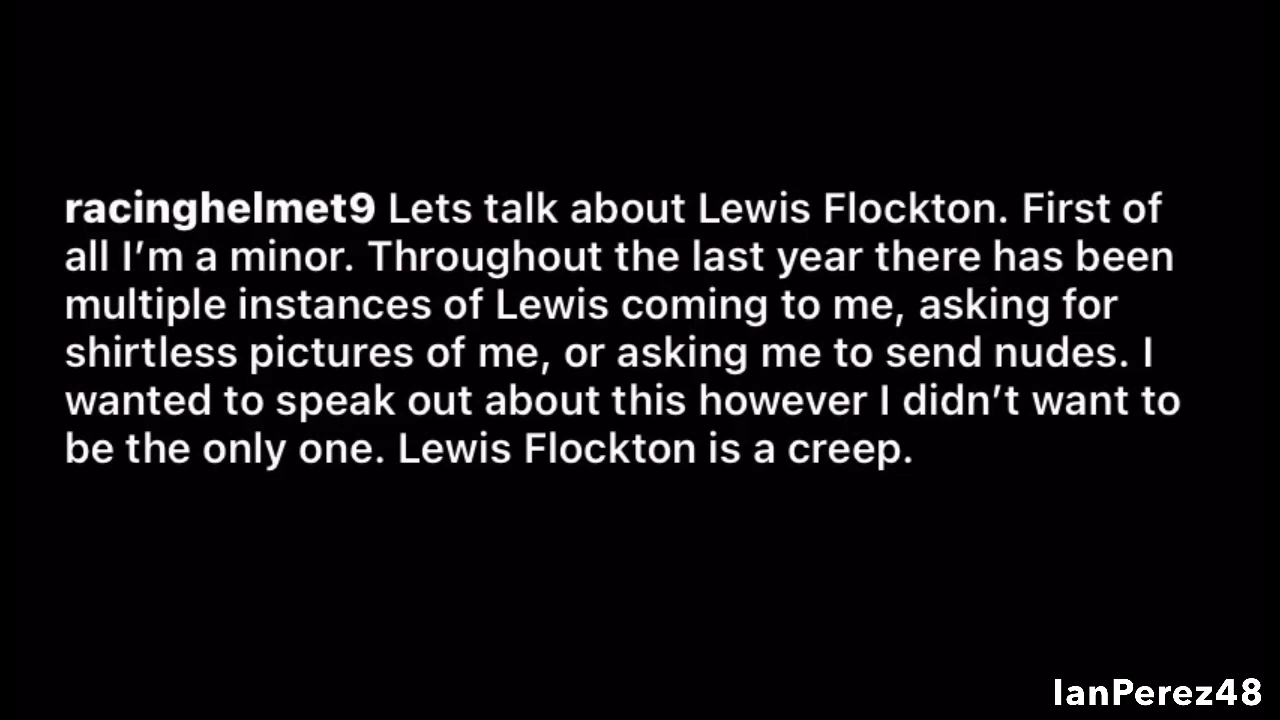 racinghelmet9 Lets talk about Lewis Flockton. First of
all I’m a minor. Throughout the last year there has been
multiple instances of Lewis coming to me, asking for
shirtless pictures of me, or asking me to send nudes. I
wanted to speak out about this however I didn’t want to
be the only one. Lewis Flockton is a creep.
IanPerez48